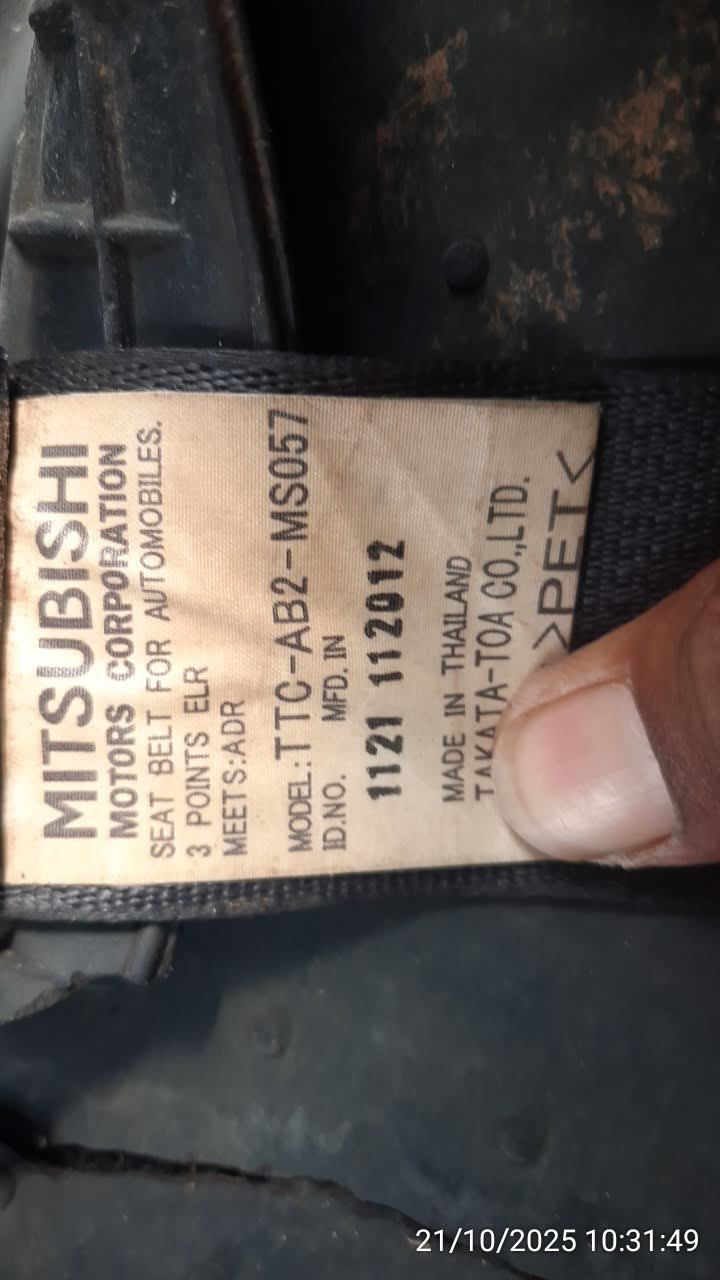 MITSUBISHI
MOTORS CORPORATION
SEAT BELT FOR AUTOMOBILES.
3 POINTS ELR
MEETS:ADR
MODEL:TTC-AB2-MS057
ID.NO. MFD. IN
1121 112012
MADE IN THAILAND
TAKATA-TOA CO.,LTD.
>PET<
21/10/2025 10:31:49